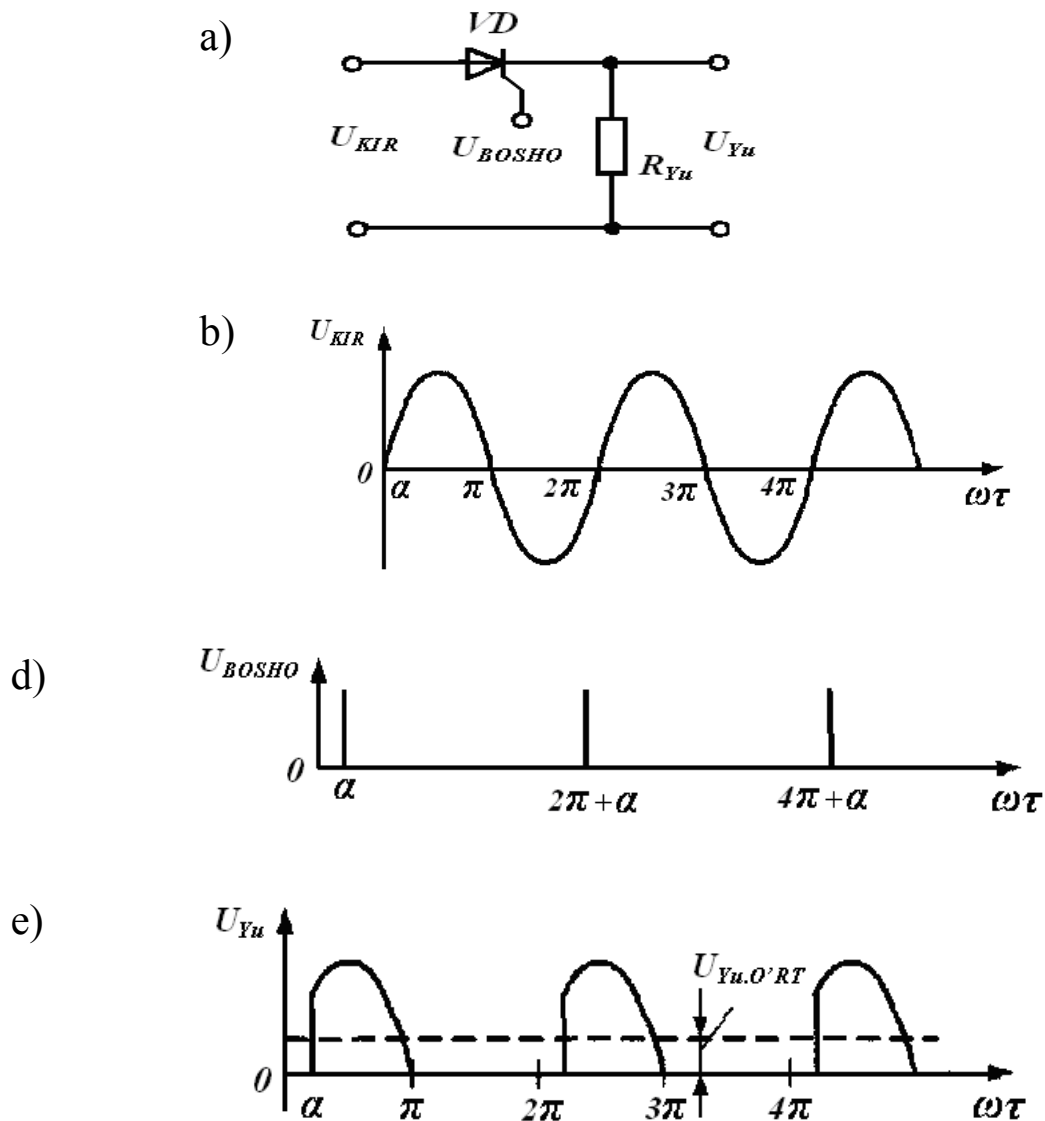 a)
VD
U_KIR
U_BOSHO
R_Yu
U_Yu
b)
U_KIR
0
α π 2π 3π 4π ωτ
d)
U_BOSHO
0
α 2π+α 4π+α ωτ
e)
U_Yu
U_Yu.O'RT
0
α π 2π 3π 4π ωτ